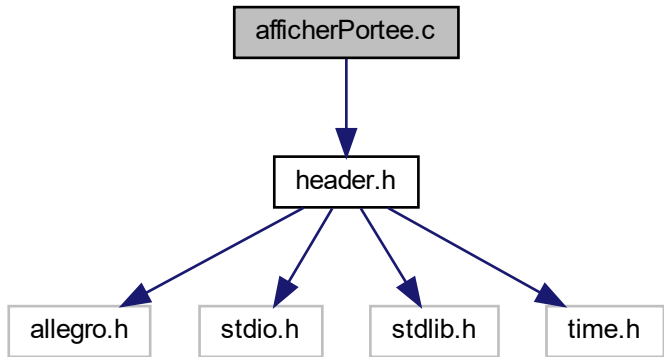 afficherPortee.c
header.h
allegro.h
stdio.h
stdlib.h
time.h